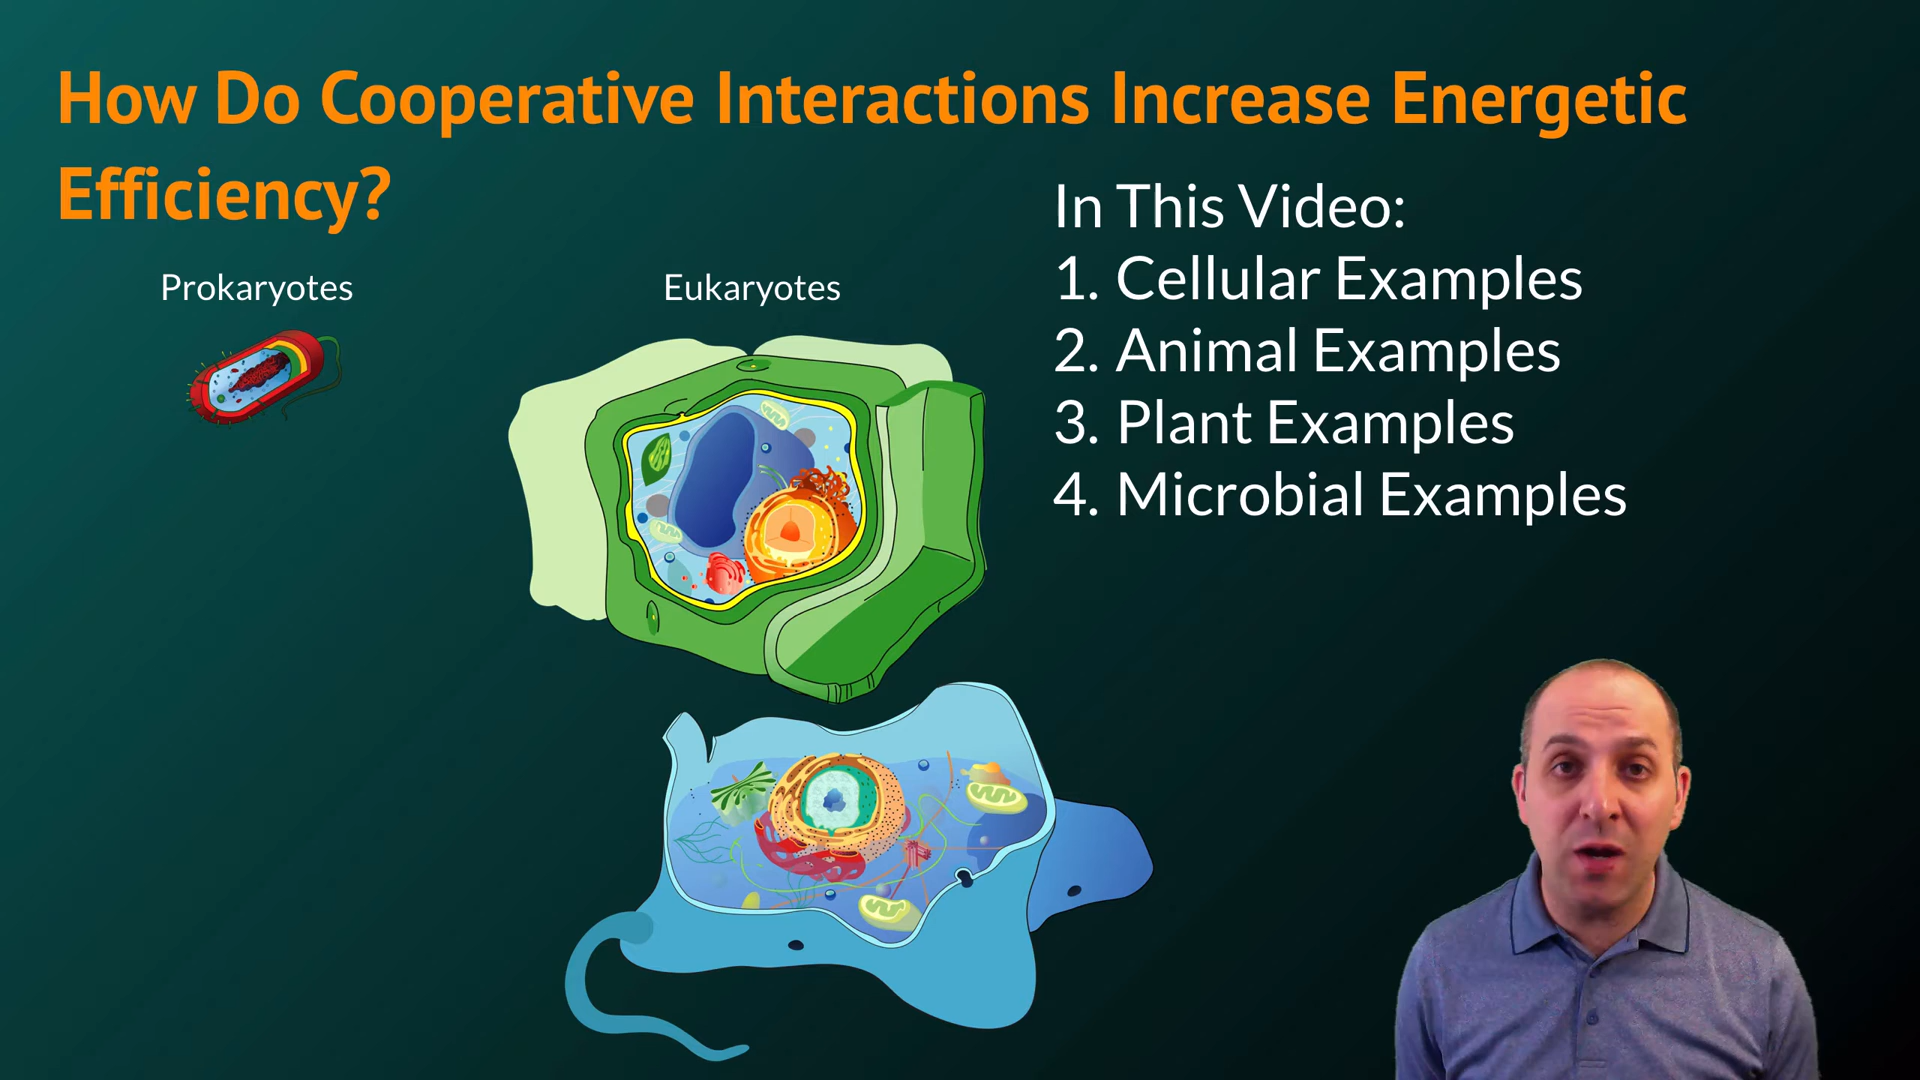 How Do Cooperative Interactions Increase Energetic
Efficiency?
Prokaryotes
Eukaryotes
In This Video:
1. Cellular Examples
2. Animal Examples
3. Plant Examples
4. Microbial Examples